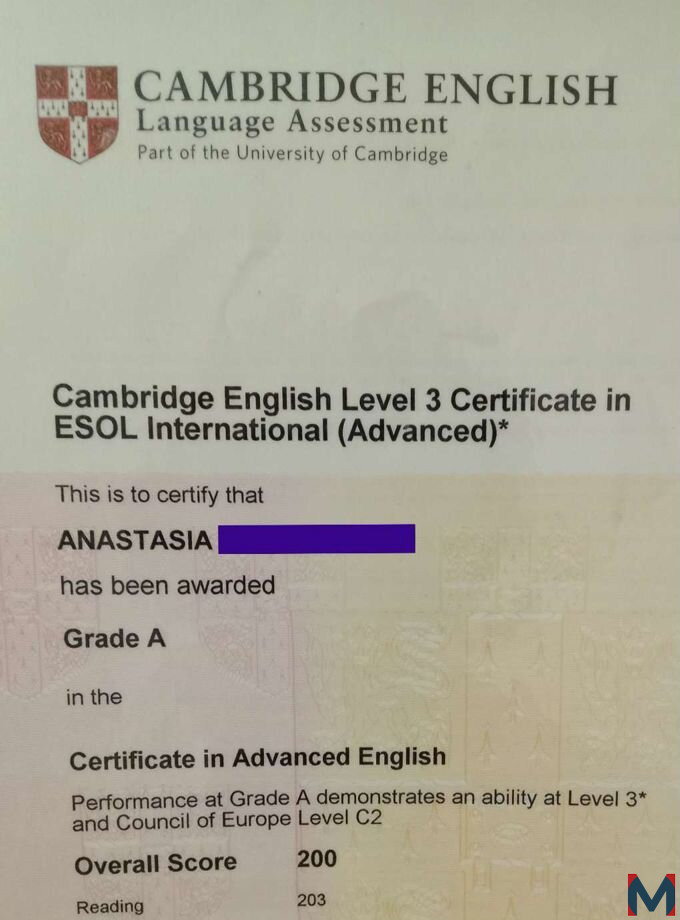 CAMBRIDGE ENGLISH
Language Assessment
Part of the University of Cambridge
Cambridge English Level 3 Certificate in
ESOL International (Advanced)*
This is to certify that
ANASTASIA
has been awarded
Grade A
in the
Certificate in Advanced English
Performance at Grade A demonstrates an ability at Level 3*
and Council of Europe Level C2
Overall Score 200
Reading 203
M